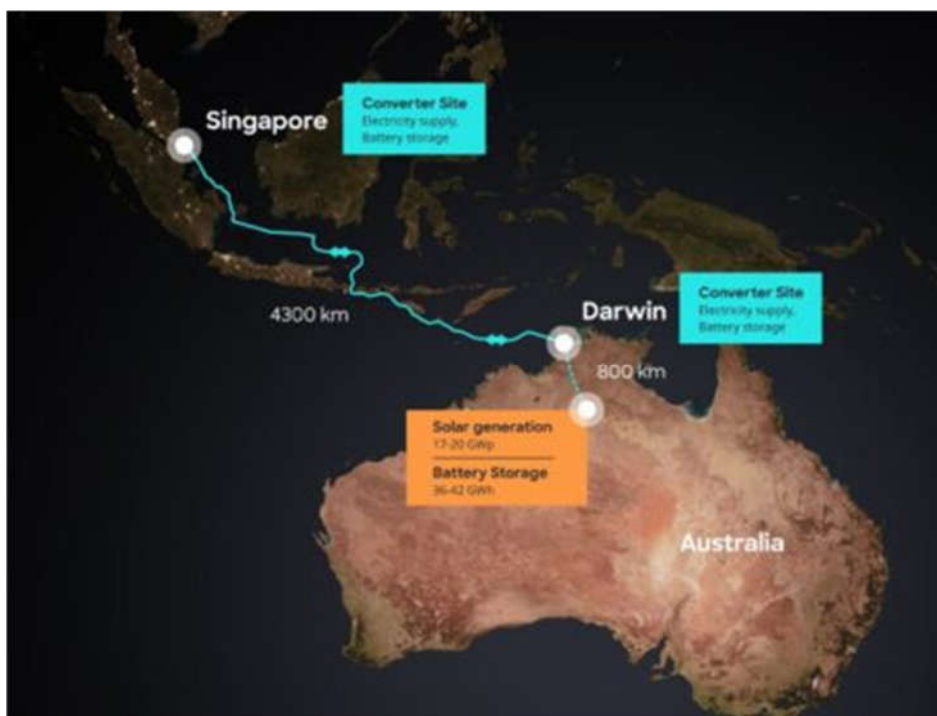 Singapore
Converter Site
Electricity supply,
Battery storage
4300 km
Darwin
Converter Site
Electricity supply,
Battery storage
800 km
Solar generation
17-20 GWp
Battery Storage
36-42 GWh
Australia